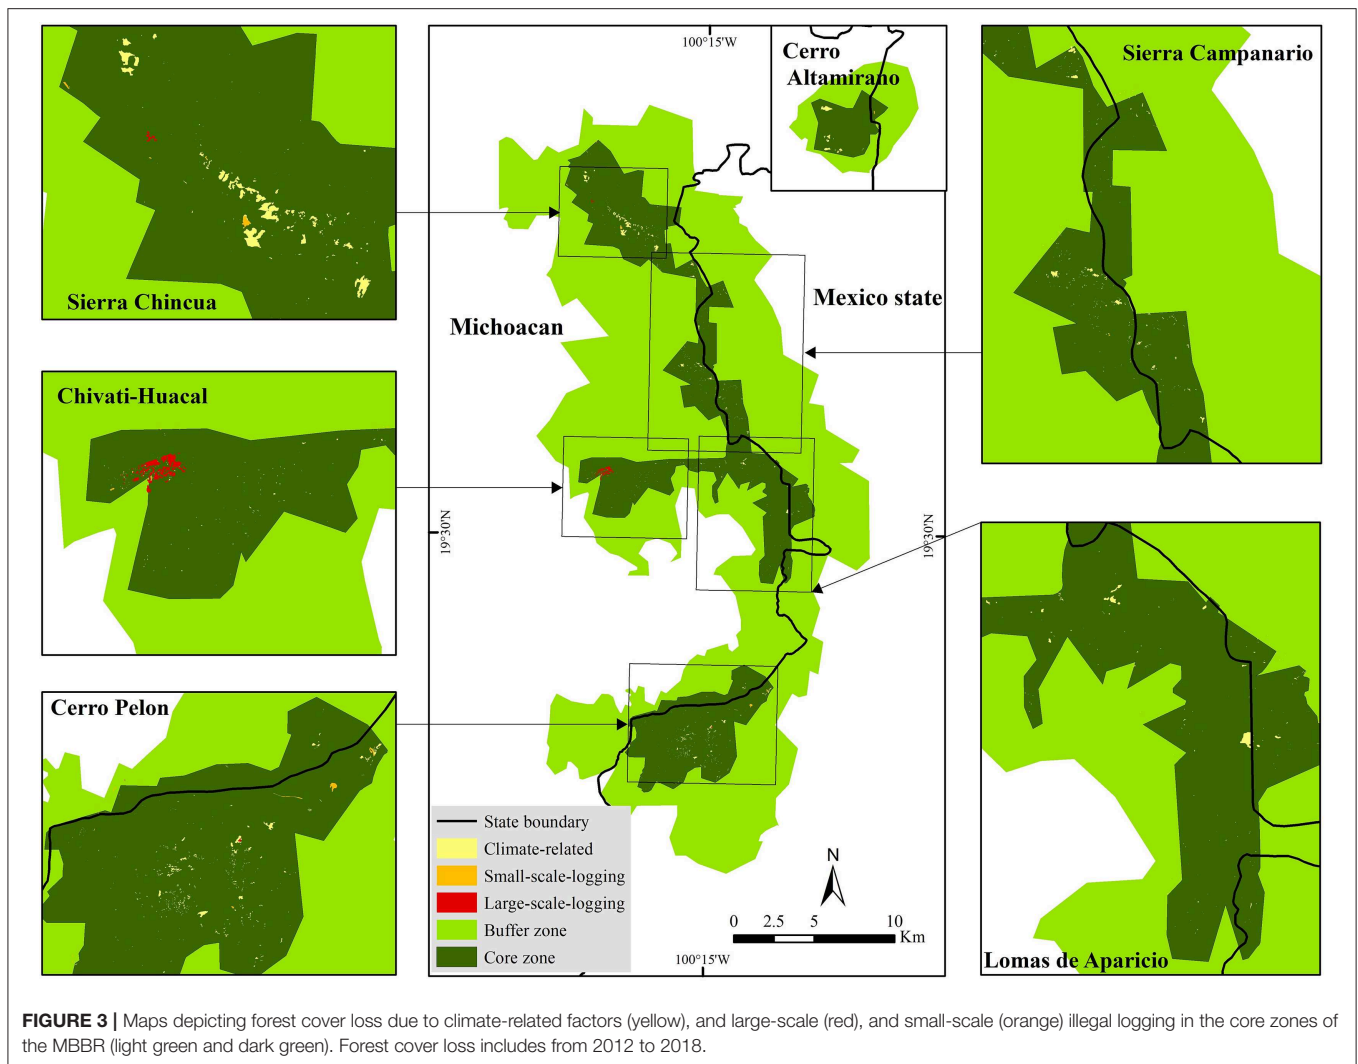 100°15'W
Cerro
Altamirano
Sierra Campanario
Sierra Chincua
Michoacan
Mexico state
Chivati-Huacal
19°30'N
19°30'N
Cerro Pelon
State boundary
Climate-related
Small-scale-logging
Large-scale-logging
Buffer zone
Core zone
N
0 2.5 5 10
Km
100°15'W
Lomas de Aparicio
FIGURE 3 | Maps depicting forest cover loss due to climate-related factors (yellow), and large-scale (red), and small-scale (orange) illegal logging in the core zones of
the MBBR (light green and dark green). Forest cover loss includes from 2012 to 2018.